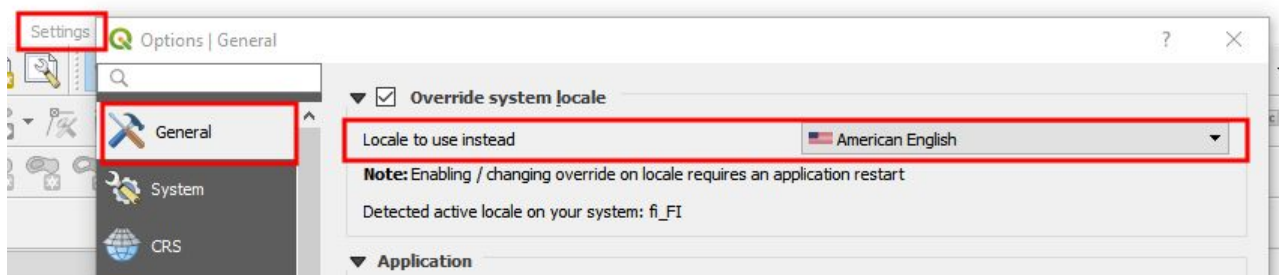 Settings
Options | General
?
General
System
CRS
Override system locale
Locale to use instead
American English
Note: Enabling / changing override on locale requires an application restart
Detected active locale on your system: fi_FI
Application